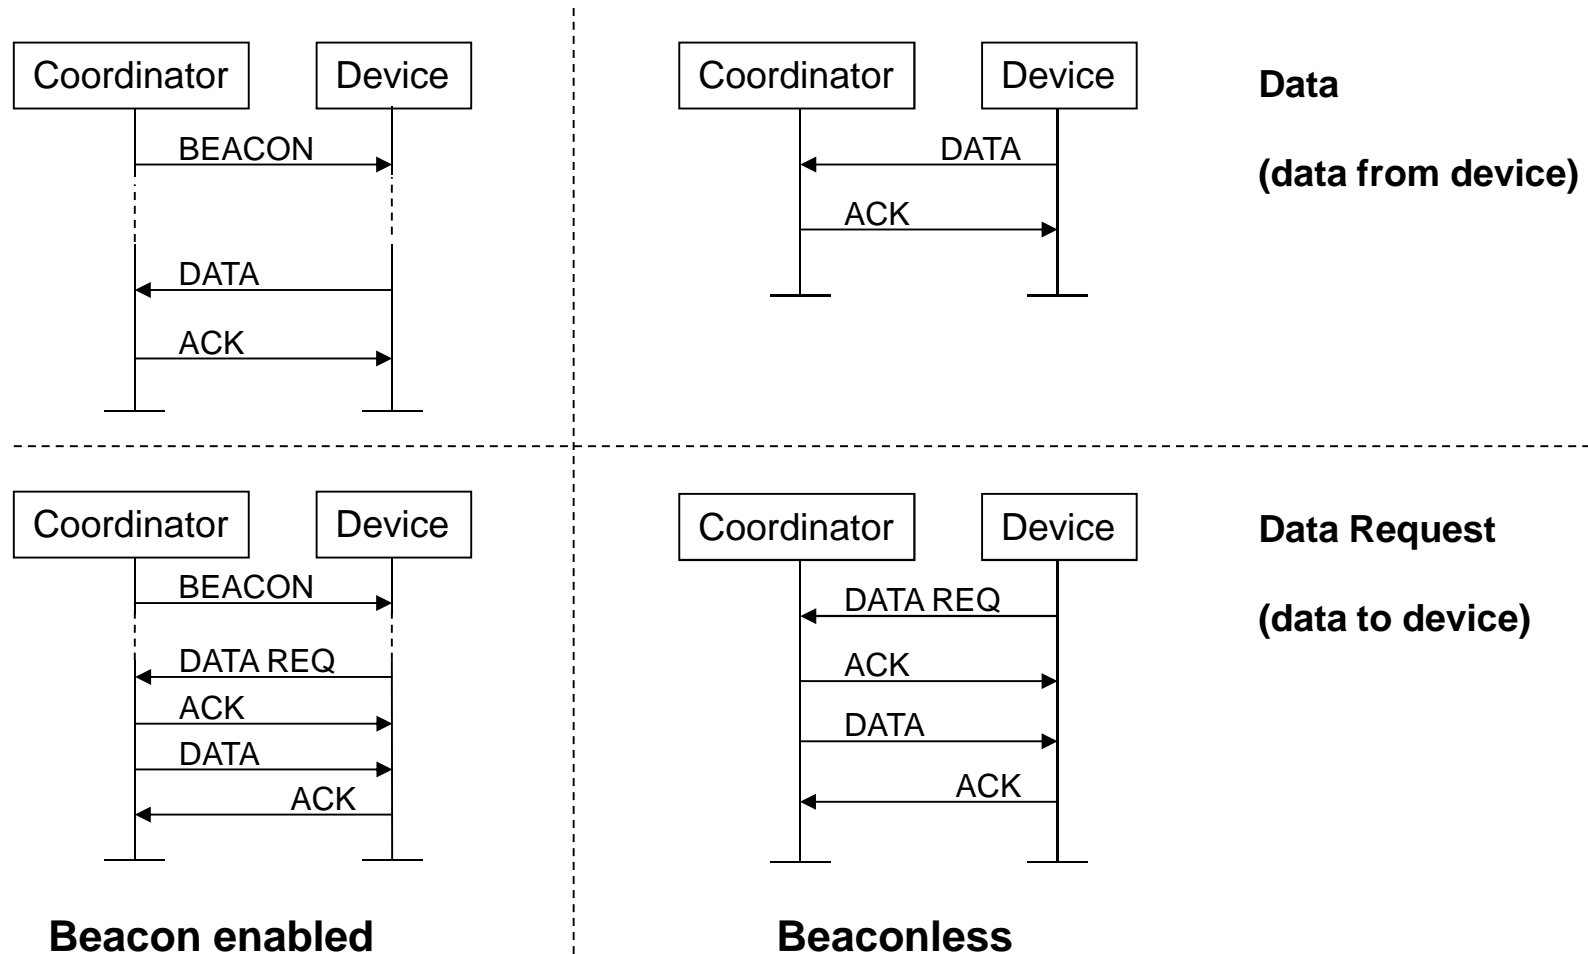 Coordinator
Device
BEACON
DATA
ACK
Coordinator
Device
DATA
ACK
Data
(data from device)
Coordinator
Device
BEACON
DATA REQ
ACK
DATA
ACK
Coordinator
Device
DATA REQ
ACK
DATA
ACK
Data Request
(data to device)
Beacon enabled
Beaconless